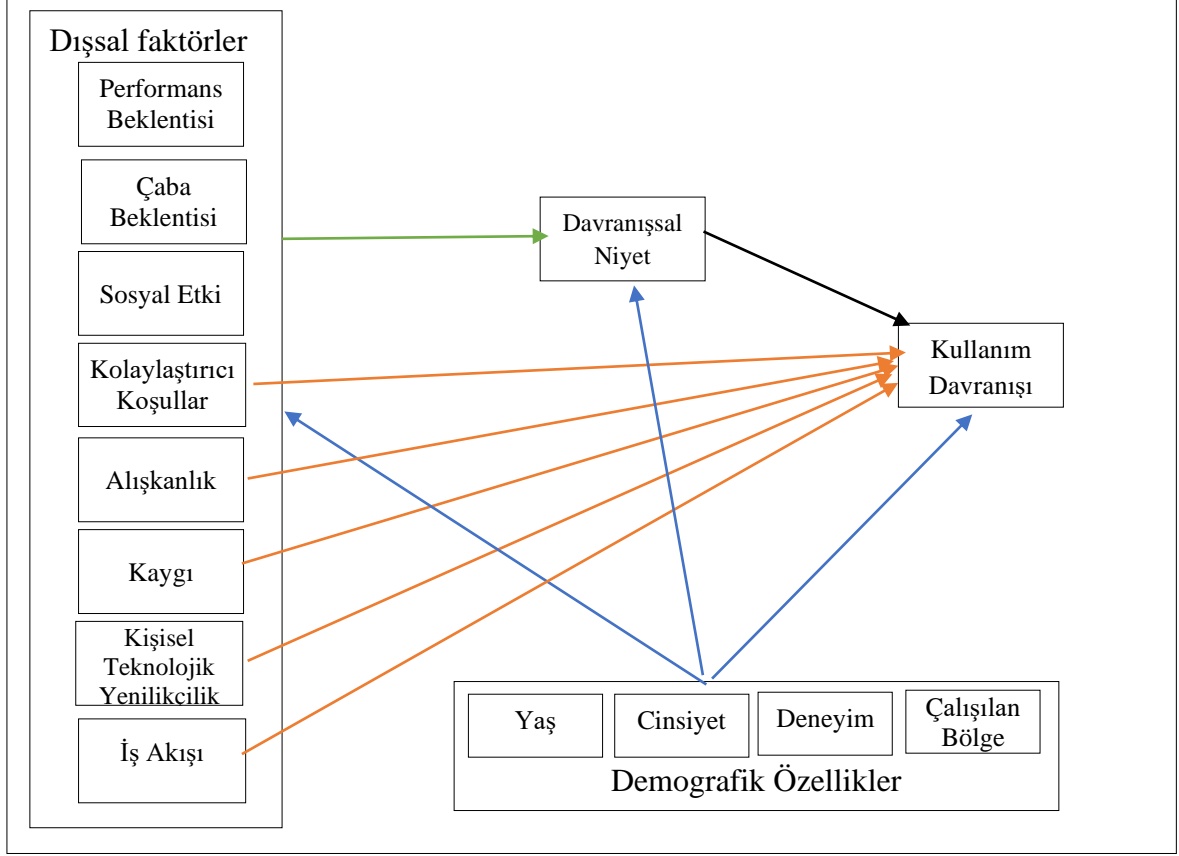 Dışsal faktörler
Performans
Beklentisi
Çaba
Beklentisi
Sosyal Etki
Kolaylaştırıcı
Koşullar
Alışkanlık
Kaygı
Kişisel
Teknolojik
Yenilikçilik
İş Akışı
Davranışsal
Niyet
Kullanım
Davranışı
Yaş
Cinsiyet
Deneyim
Çalışılan
Bölge
Demografik Özellikler